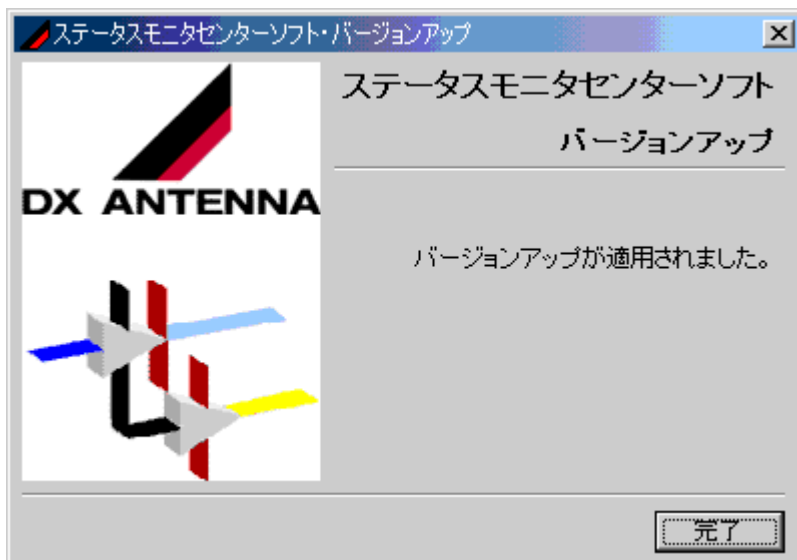 ステータスモニタセンターソフト・バージョンアップ
ステータスモニタセンターソフト
バージョンアップ
DX ANTENNA
バージョンアップが適用されました。
完了